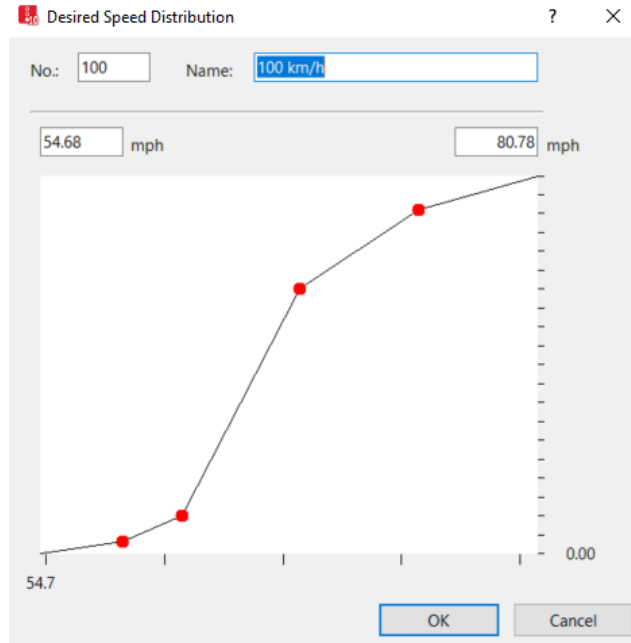 Desired Speed Distribution
No.: 100 Name: 100 km/h
54.68 mph 80.78 mph
0.00
54.7
OK Cancel